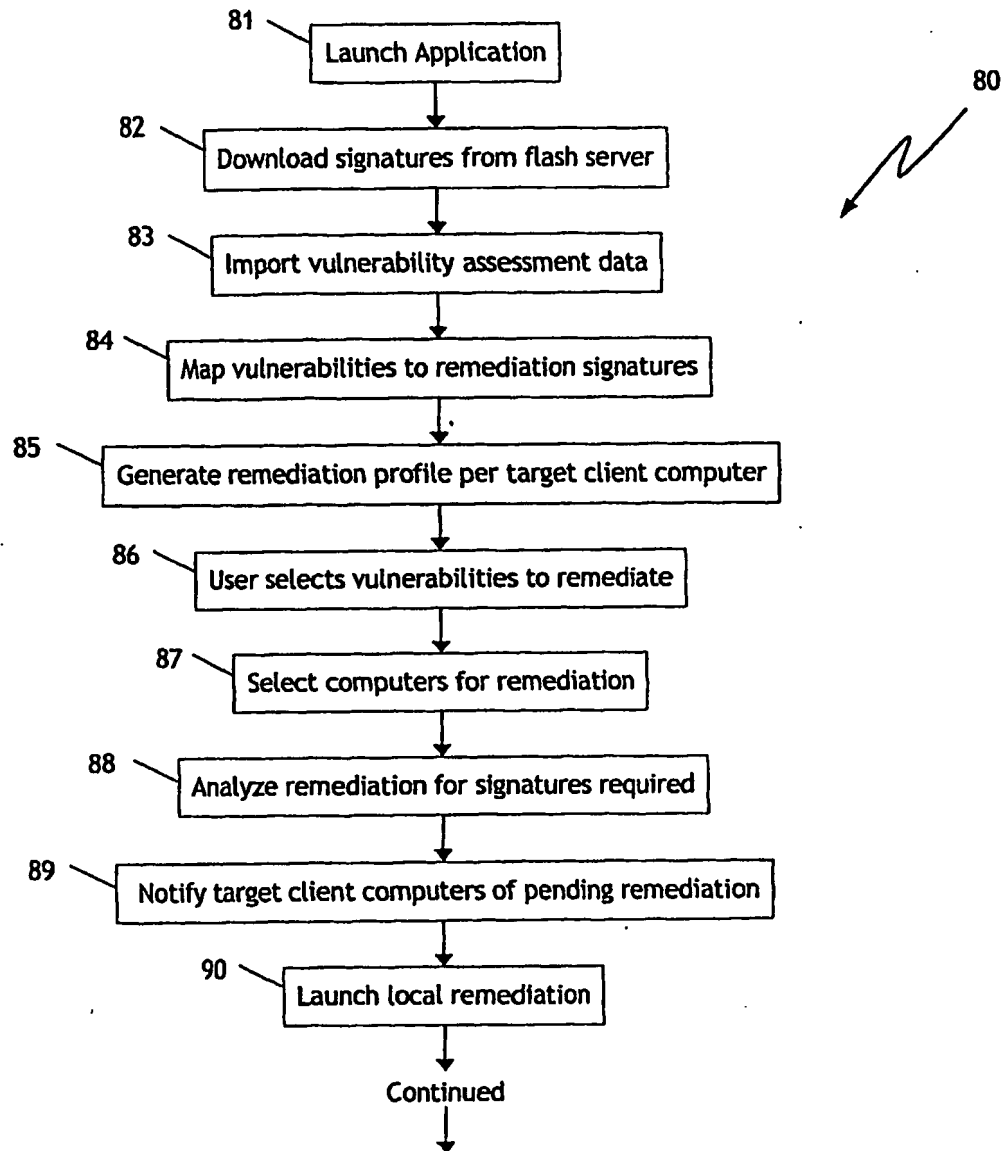 81
Launch Application
80
82
Download signatures from flash server
83
Import vulnerability assessment data
84
Map vulnerabilities to remediation signatures
85
Generate remediation profile per target client computer
86
User selects vulnerabilities to remediate
87
Select computers for remediation
88
Analyze remediation for signatures required
89
Notify target client computers of pending remediation
90
Launch local remediation
Continued